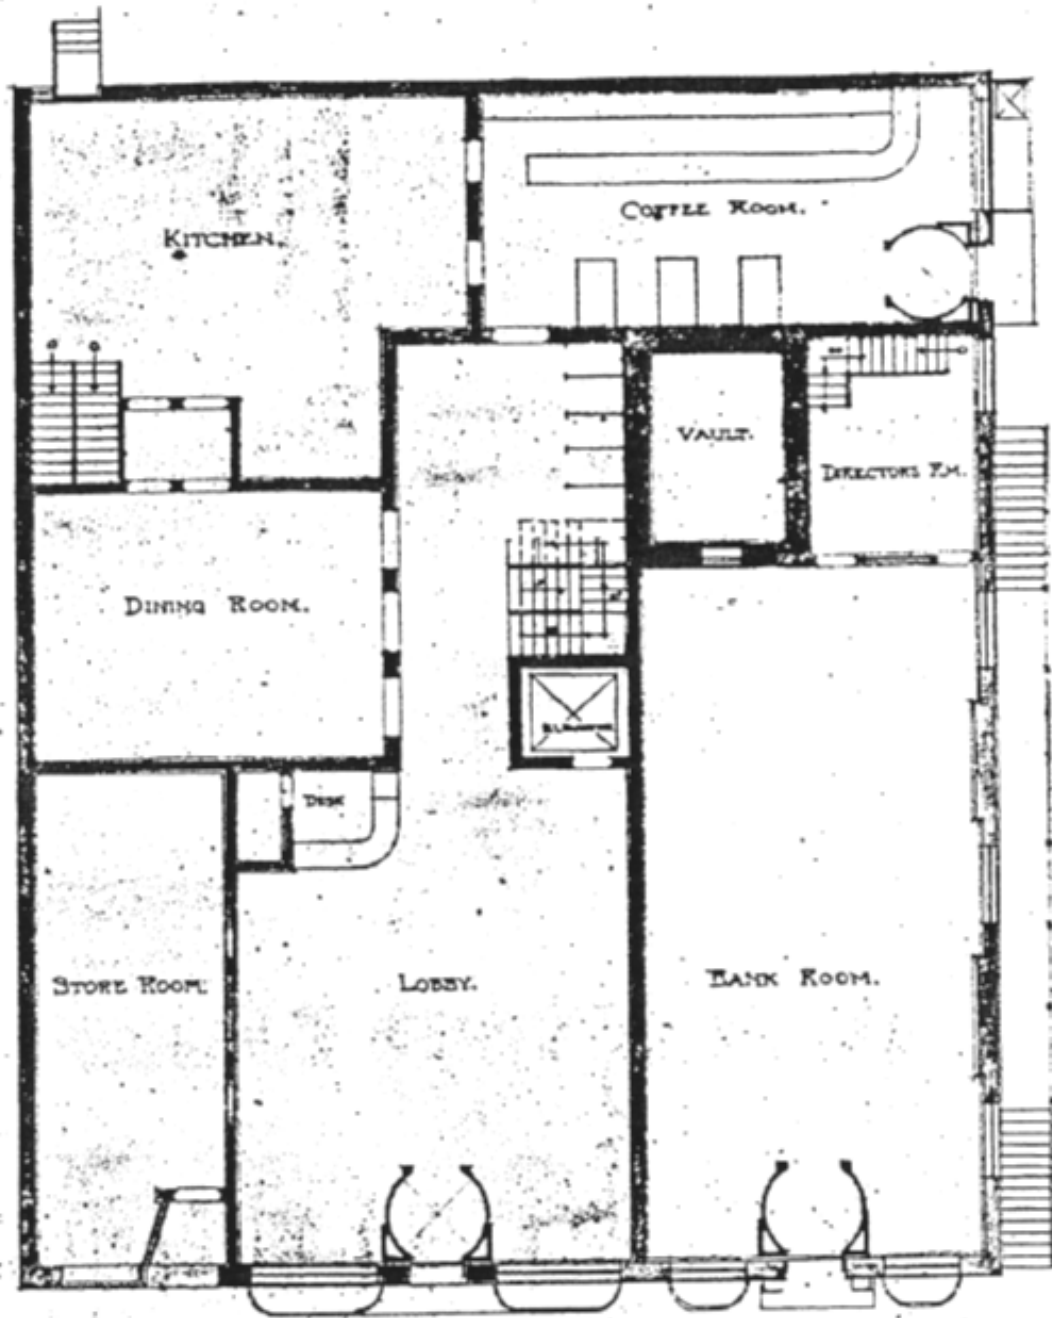 COFFEE ROOM.
KITCHEN.
VAULT.
DIRECTORS RM.
DINING ROOM.
DESK
STORE ROOM.
LOBBY.
BANK ROOM.